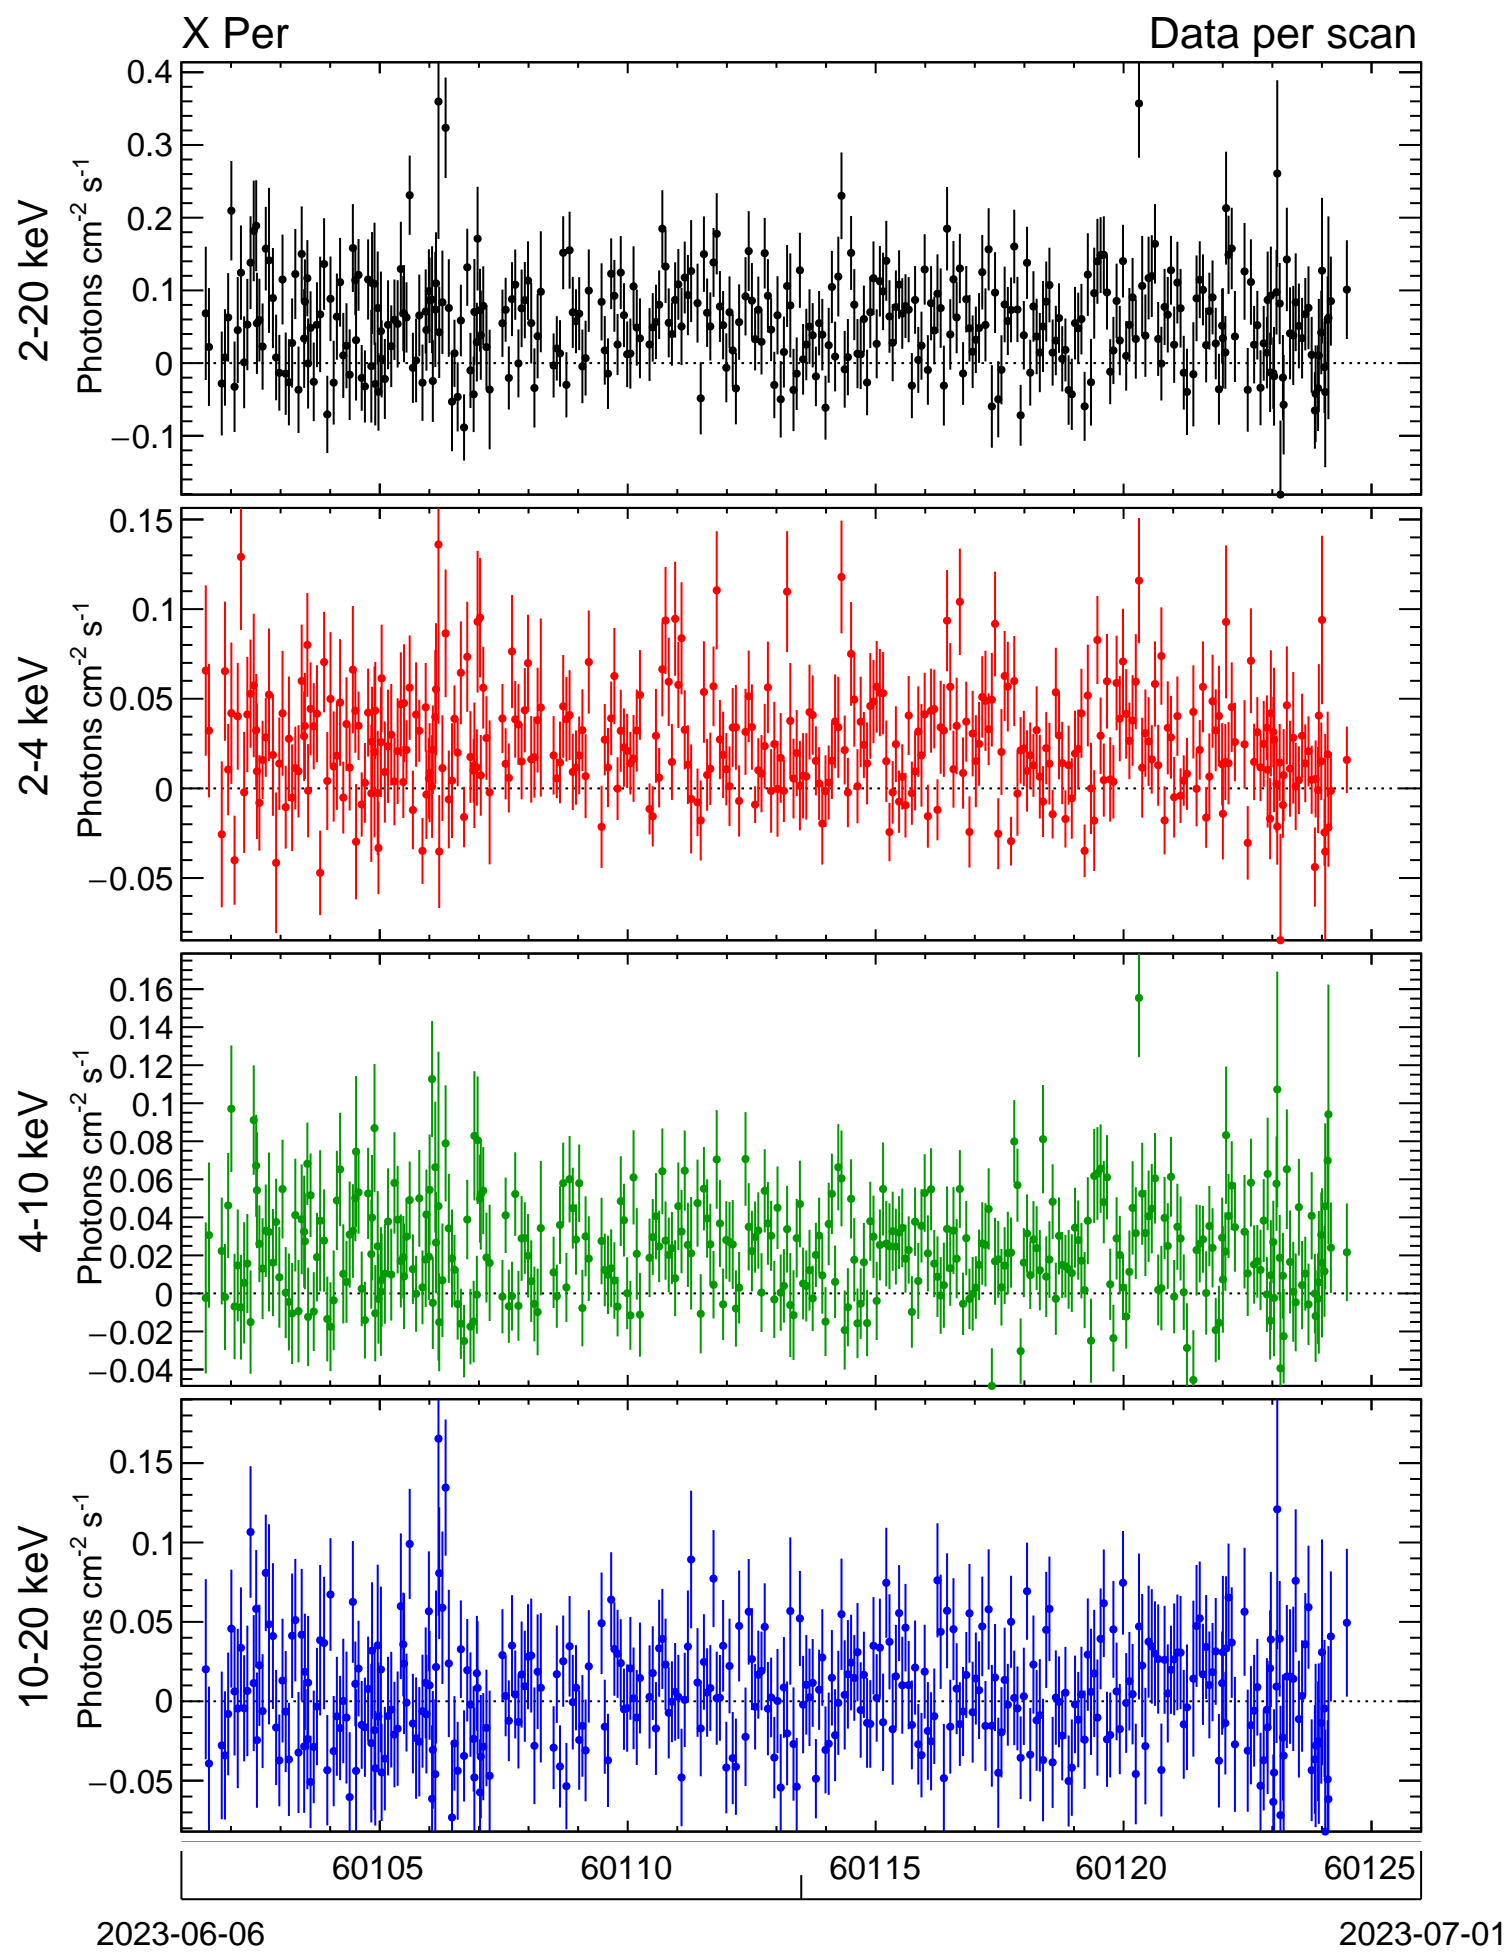 X Per Data per scan
2-20 keV
Photons cm-2 s-1
0.4
0.3
0.2
0.1
0
−0.1
2-4 keV
Photons cm-2 s-1
0.15
0.1
0.05
0
−0.05
4-10 keV
Photons cm-2 s-1
0.16
0.14
0.12
0.1
0.08
0.06
0.04
0.02
0
−0.02
−0.04
10-20 keV
Photons cm-2 s-1
0.15
0.1
0.05
0
−0.05
60105 60110 60115 60120 60125
2023-06-06 2023-07-01